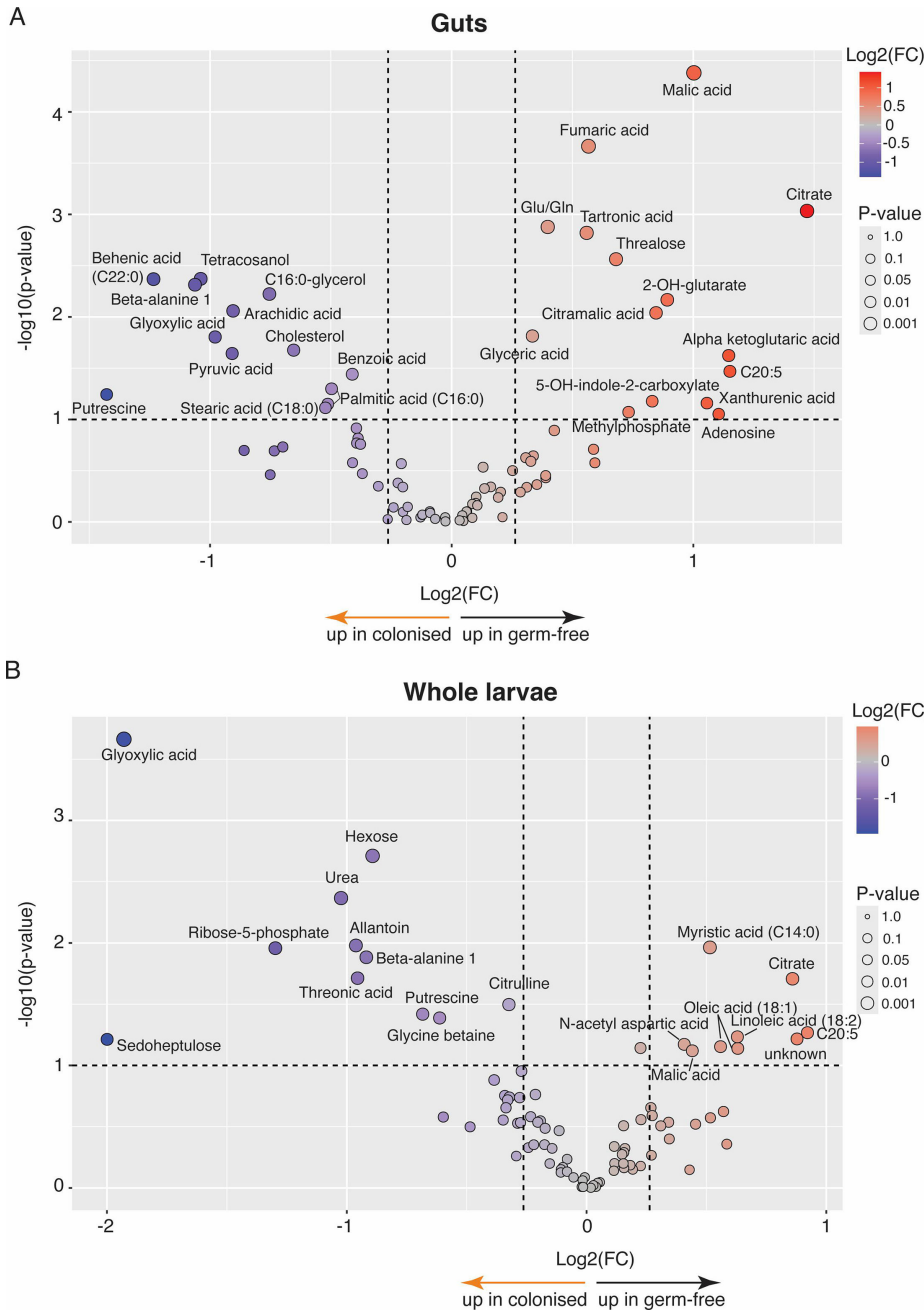 A
Guts
Log2(FC)
1
0
-1
P-value
1.0
0.1
0.05
0.01
0.001
-log10(p-value)
4
3
2
1
0
Malic acid
Fumaric acid
Citrate
Glu/Gln
Tartronic acid
Threalose
Behenic acid
(C22:0)
Tetracosanol
C16:0-glycerol
2-OH-glutarate
Beta-alanine 1
Arachidic acid
Citramalic acid
Glyoxylic acid
Cholesterol
Glyceric acid
Alpha ketoglutaric acid
Pyruvic acid
Benzoic acid
C20:5
5-OH-indole-2-carboxylate
Putrescine
Stearic acid (C18:0)
Palmitic acid (C16:0)
Xanthurenic acid
Methylphosphate
Adenosine
-1
0
1
Log2(FC)
up in colonised
up in germ-free
B
Whole larvae
Log2(FC)
0
-1
P-value
1.0
0.1
0.05
0.01
0.001
-log10(p-value)
3
2
1
0
Glyoxylic acid
Hexose
Urea
Ribose-5-phosphate
Allantoin
Myristic acid (C14:0)
Beta-alanine 1
Citrate
Threonic acid
Citrulline
Putrescine
Oleic acid (18:1)
Glycine betaine
N-acetyl aspartic acid
Linoleic acid (18:2)
C20:5
Sedoheptulose
unknown
Malic acid
-2
-1
0
1
Log2(FC)
up in colonised
up in germ-free